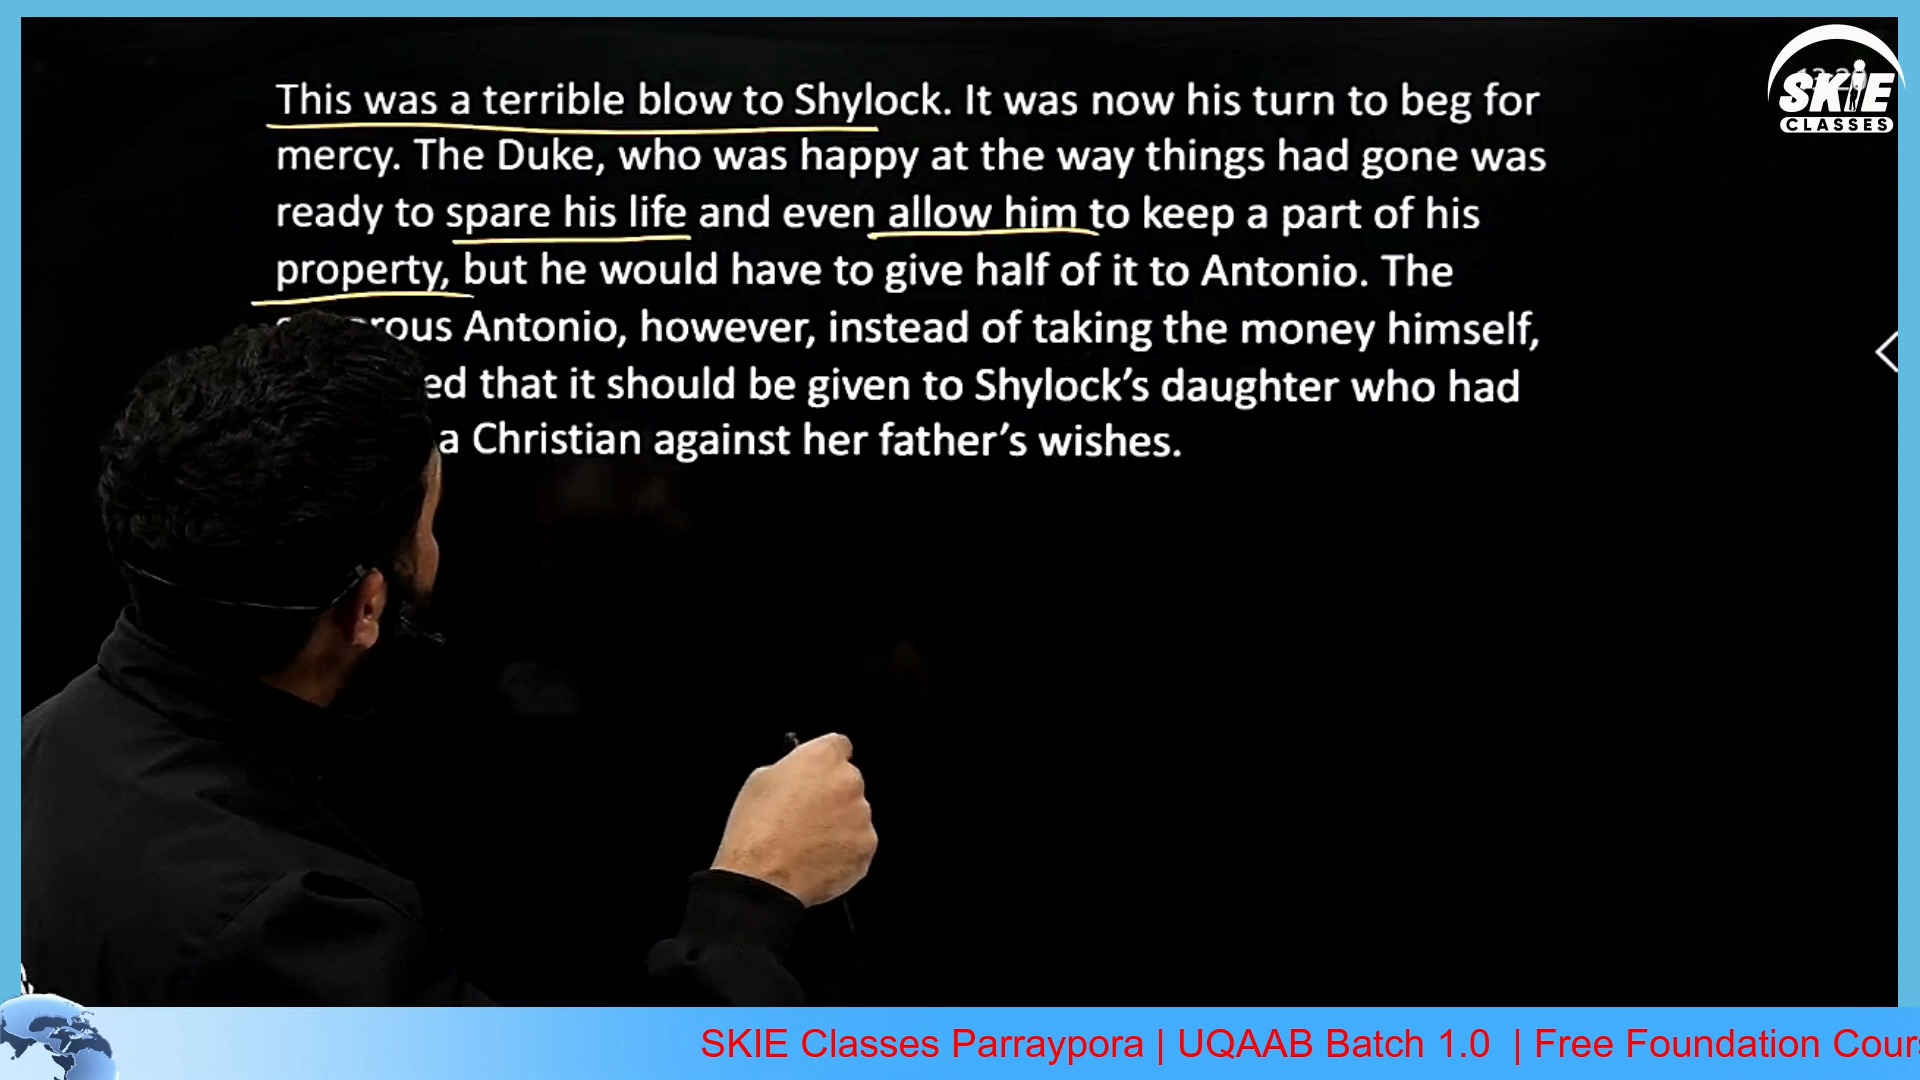 This was a terrible blow to Shylock. It was now his turn to beg for
mercy. The Duke, who was happy at the way things had gone was
ready to spare his life and even allow him to keep a part of his
property, but he would have to give half of it to Antonio. The
Antonio, however, instead of taking the money himself,
that it should be given to Shylock's daughter who had
a Christian against her father's wishes.
SKIE
CLASSES
SKIE Classes Parraypora | UQAAB Batch 1.0 | Free Foundation